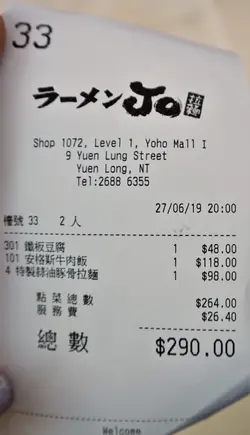 33
ラーメン Jo 拉麵
Shop 1072, Level 1, Yoho Mall I
9 Yuen Lung Street
Yuen Long, NT
Tel:2688 6355
27/06/19 20:00
檯號 33 2 人
301 鐵板豆腐 1 $48.00
101 安格斯牛肉飯 1 $118.00
4 特製蒜油豚骨拉麵 1 $98.00
點菜總數 $264.00
服務費 $26.40
總數 $290.00
Welcome